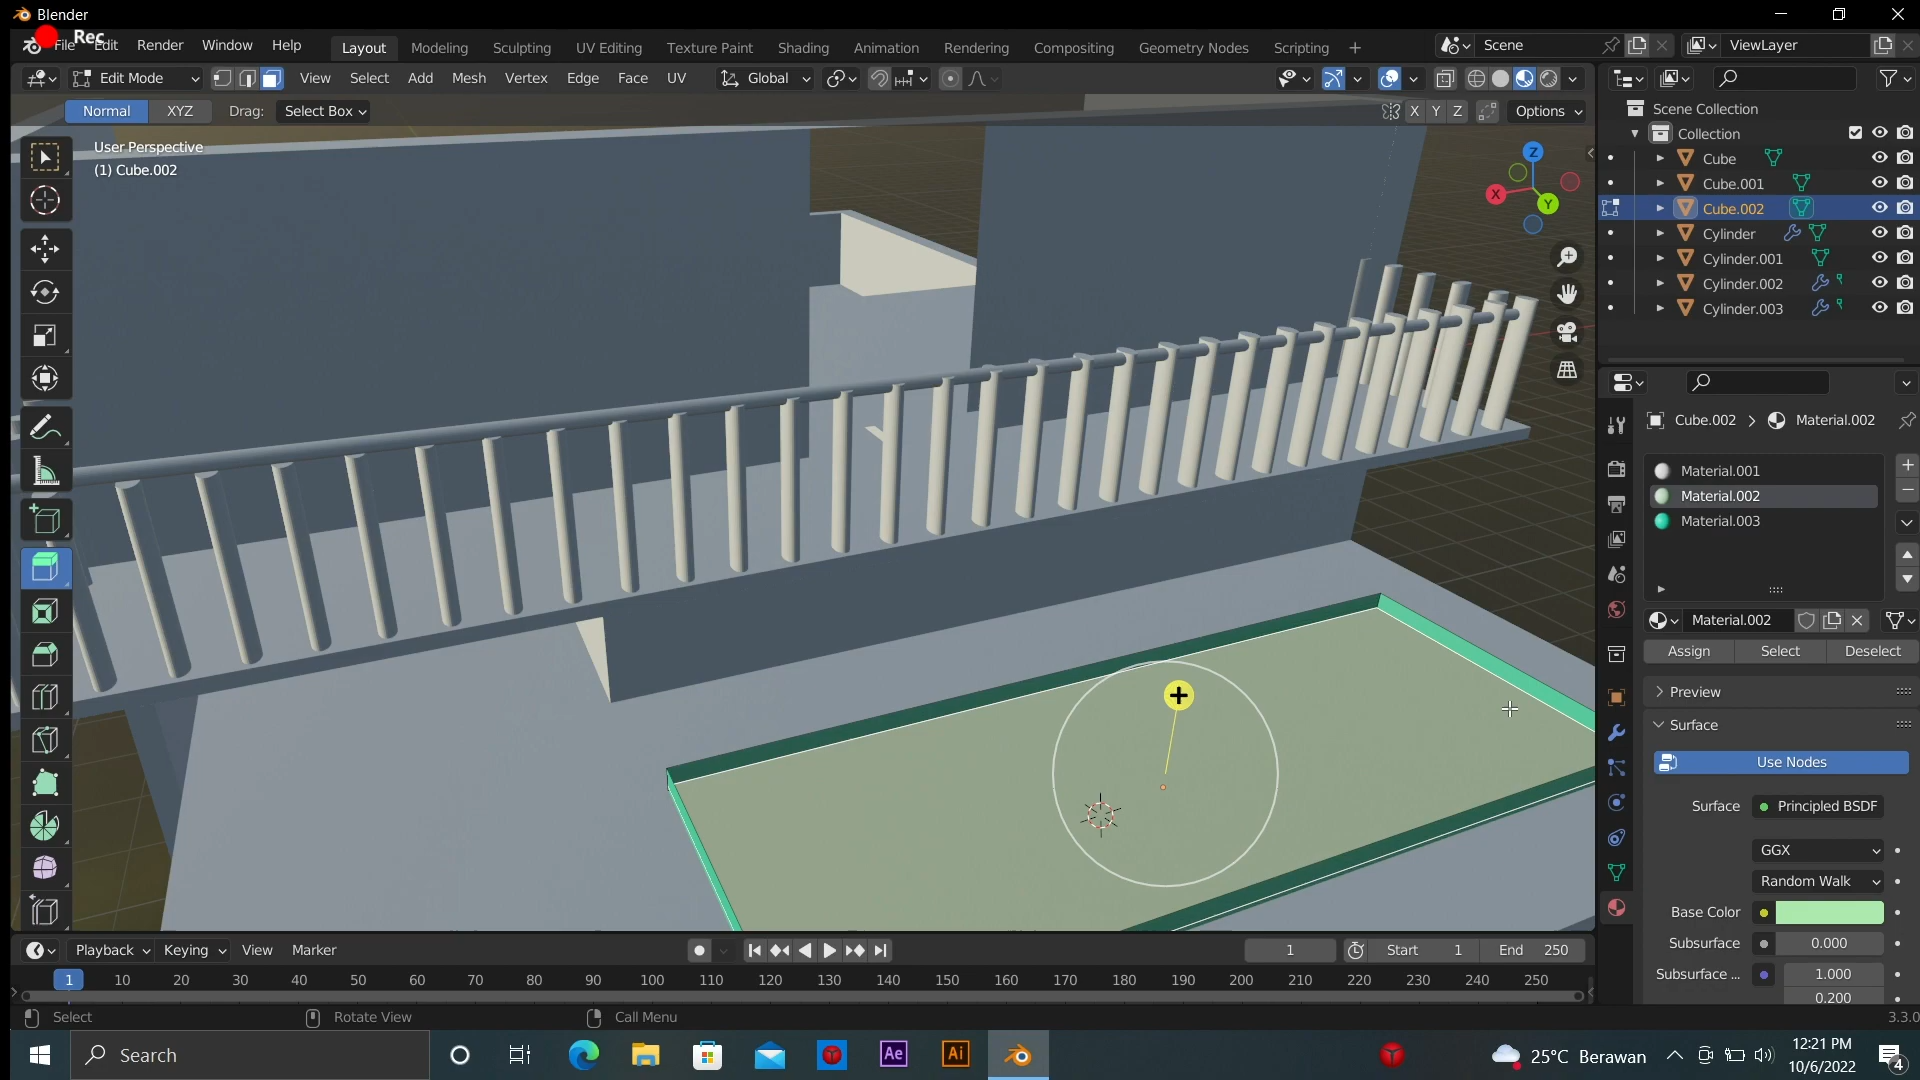 Blender
Rec
File Edit Render Window Help
Layout Modeling Sculpting UV Editing Texture Paint Shading Animation Rendering Compositing Geometry Nodes Scripting +
Scene
ViewLayer
Edit Mode View Select Add Mesh Vertex Edge Face UV Global
Normal XYZ Drag: Select Box X Y Z Options
User Perspective
(1) Cube.002
Z
X
Y
Scene Collection
Collection
Cube
Cube.001
Cube.002
Cylinder
Cylinder.001
Cylinder.002
Cylinder.003
Cube.002 > Material.002
Material.001
Material.002
Material.003
Material.002
Assign Select Deselect
Preview
Surface
Use Nodes
Surface Principled BSDF
GGX
Random Walk
Base Color
Subsurface 0.000
Subsurface ... 1.000
0.200
Playback Keying View Marker 1 Start 1 End 250
1 10 20 30 40 50 60 70 80 90 100 110 120 130 140 150 160 170 180 190 200 210 220 230 240 250
Select Rotate View Call Menu 3.3.0
Search
Ae
Ai
25°C Berawan
12:21 PM
10/6/2022
4